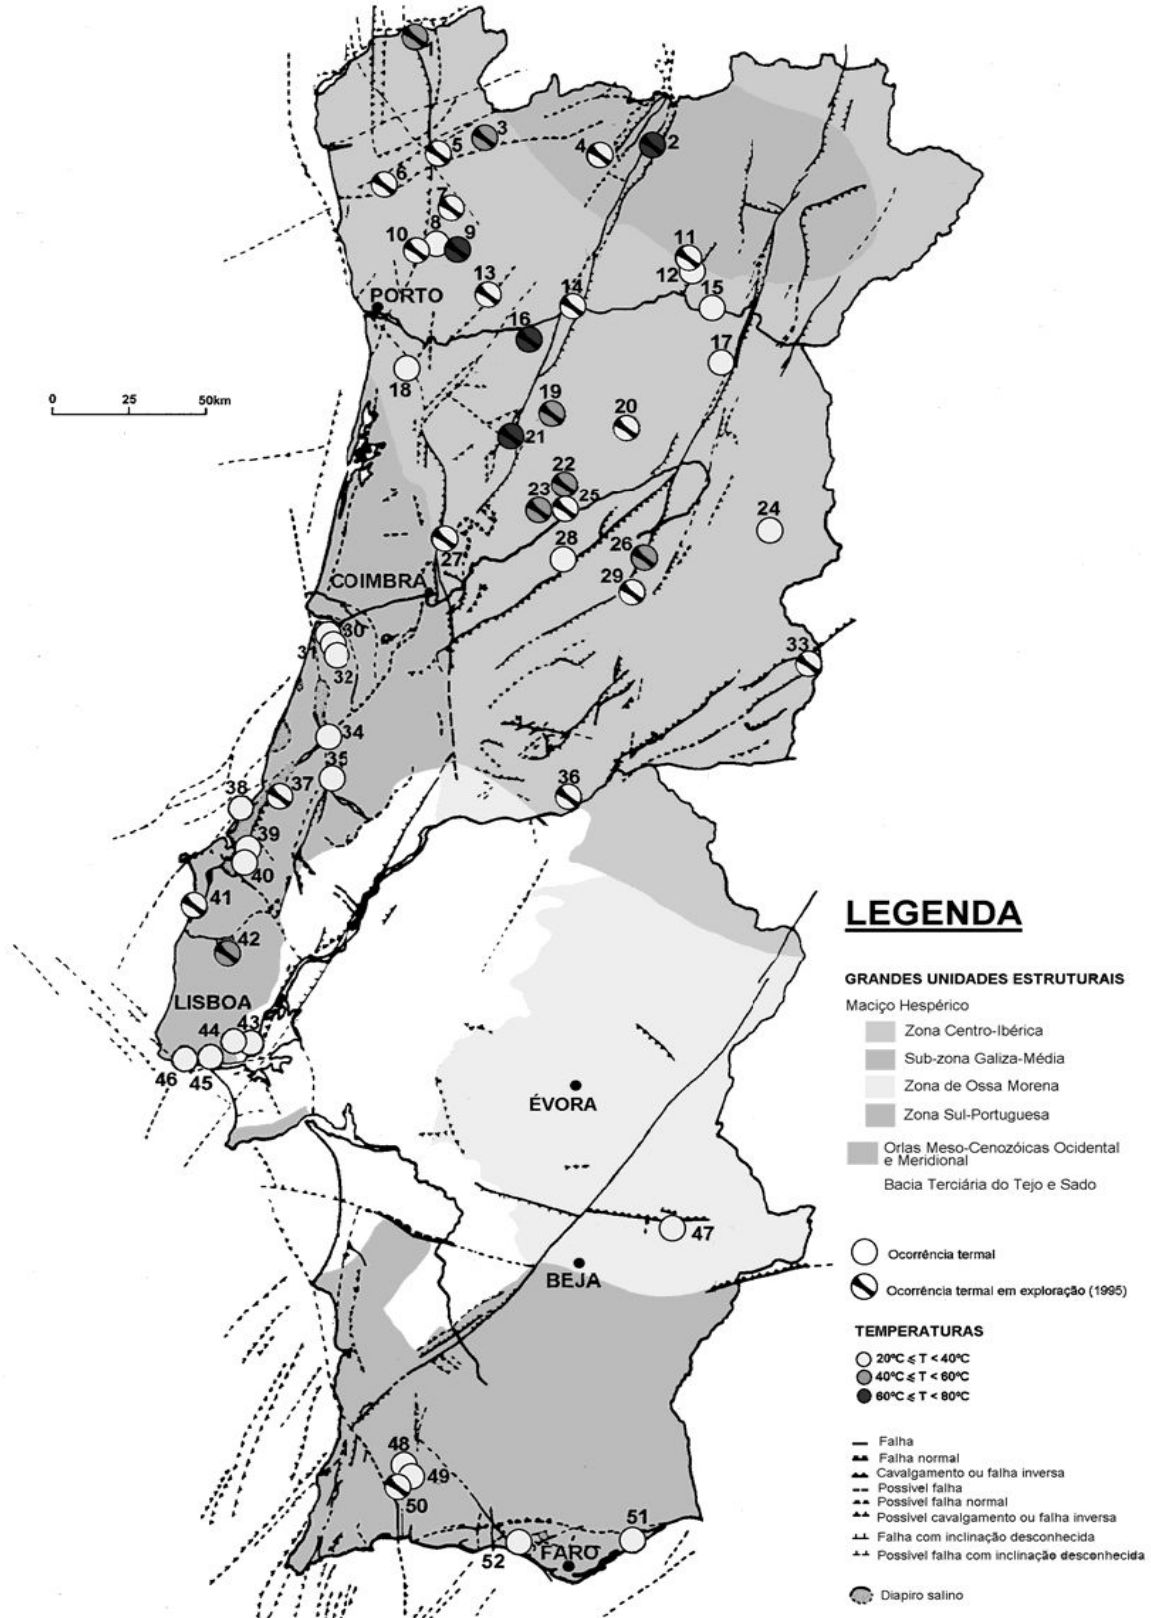 1
3
5
4
2
6
7
8
9
10
11
12
13
14
15
PORTO
16
17
18
0 25 50km
19
20
21
22
23
25
24
27
28
26
29
COIMBRA
30
31
32
33
34
35
36
37
38
39
40
41
42
LISBOA
44
43
46
45
ÉVORA
47
BEJA
48
49
50
51
52
FARO
LEGENDA
GRANDES UNIDADES ESTRUTURAIS
Maciço Hespérico
Zona Centro-Ibérica
Sub-zona Galiza-Média
Zona de Ossa Morena
Zona Sul-Portuguesa
Orlas Meso-Cenozóicas Ocidental
e Meridional
Bacia Terciária do Tejo e Sado
Ocorrência termal
Ocorrência termal em exploração (1995)
TEMPERATURAS
20ºC ⩽ T < 40ºC
40ºC ⩽ T < 60ºC
60ºC ⩽ T < 80ºC
Falha
Falha normal
Cavalgamento ou falha inversa
Possível falha
Possível falha normal
Possível cavalgamento ou falha inversa
Falha com inclinação desconhecida
Possível falha com inclinação desconhecida
Diapiro salino